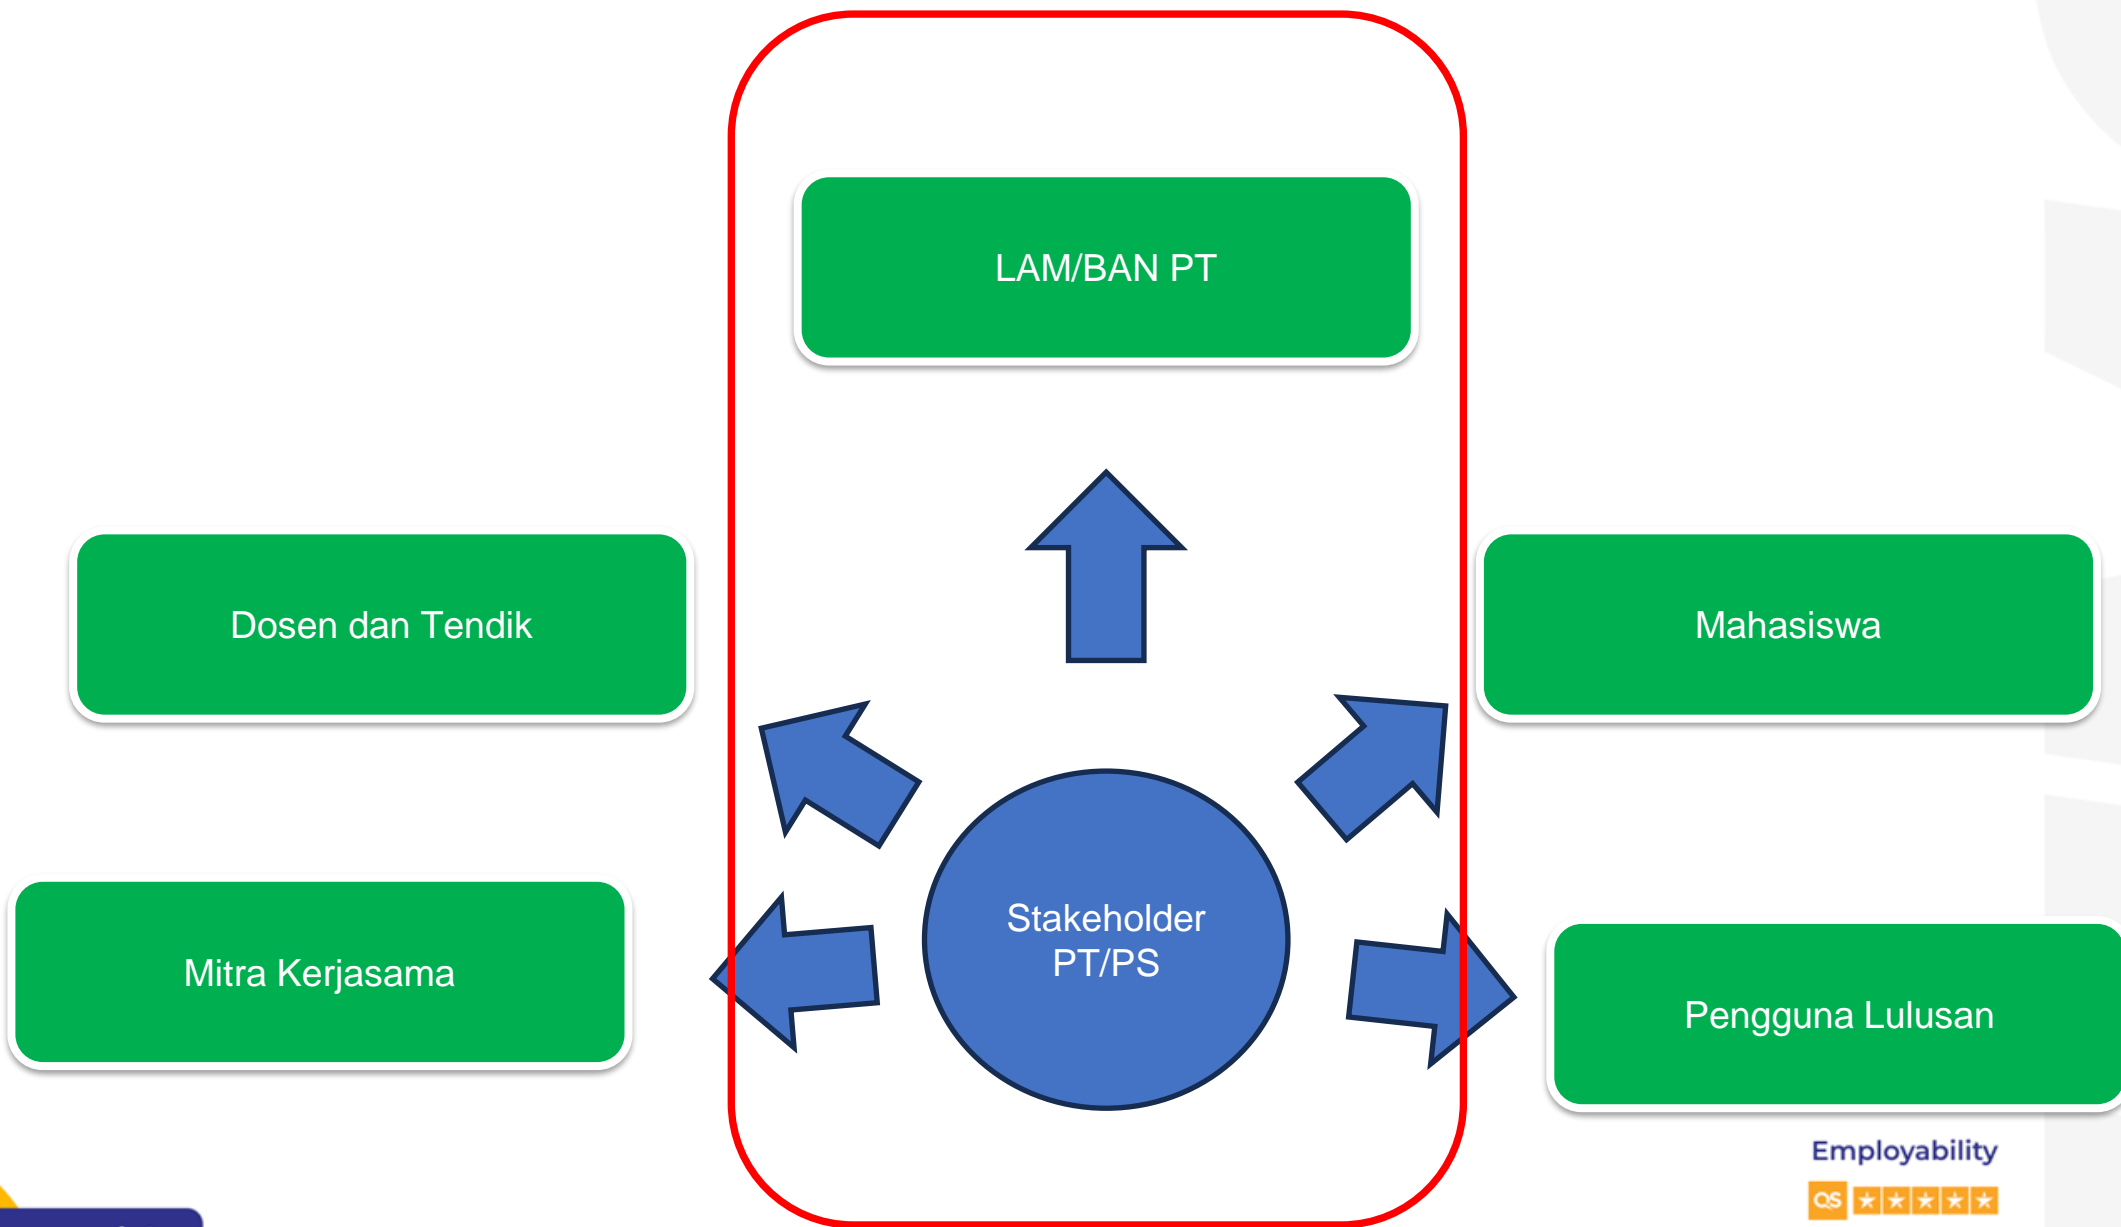 LAM/BAN PT
Dosen dan Tendik
Mahasiswa
Stakeholder
PT/PS
Mitra Kerjasama
Pengguna Lulusan
Employability
QS